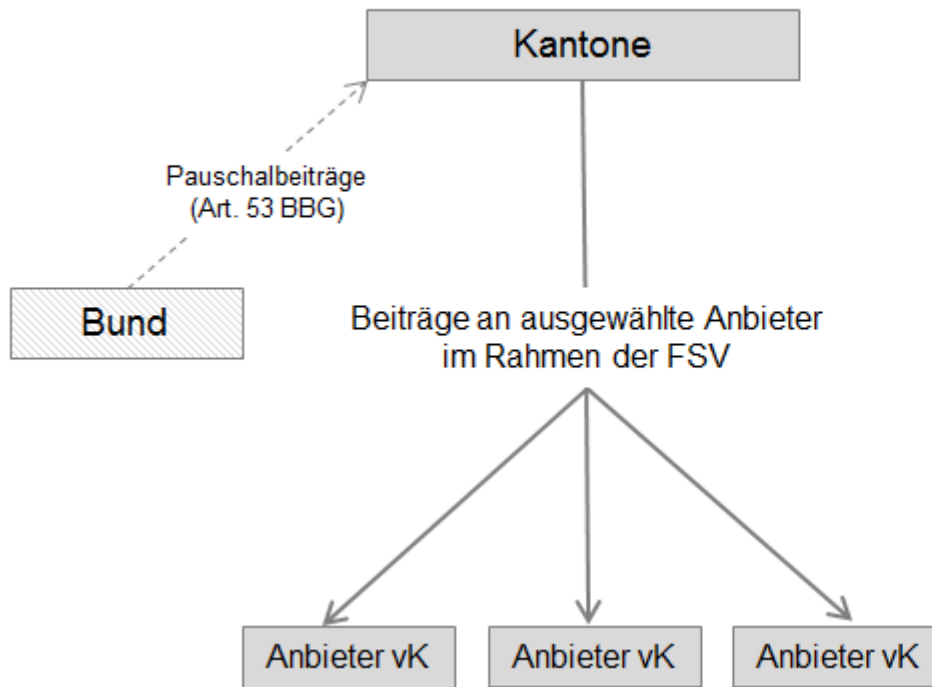 Kantone
Pauschalbeiträge
(Art. 53 BBG)
Bund
Beiträge an ausgewählte Anbieter
im Rahmen der FSV
Anbieter vK
Anbieter vK
Anbieter vK